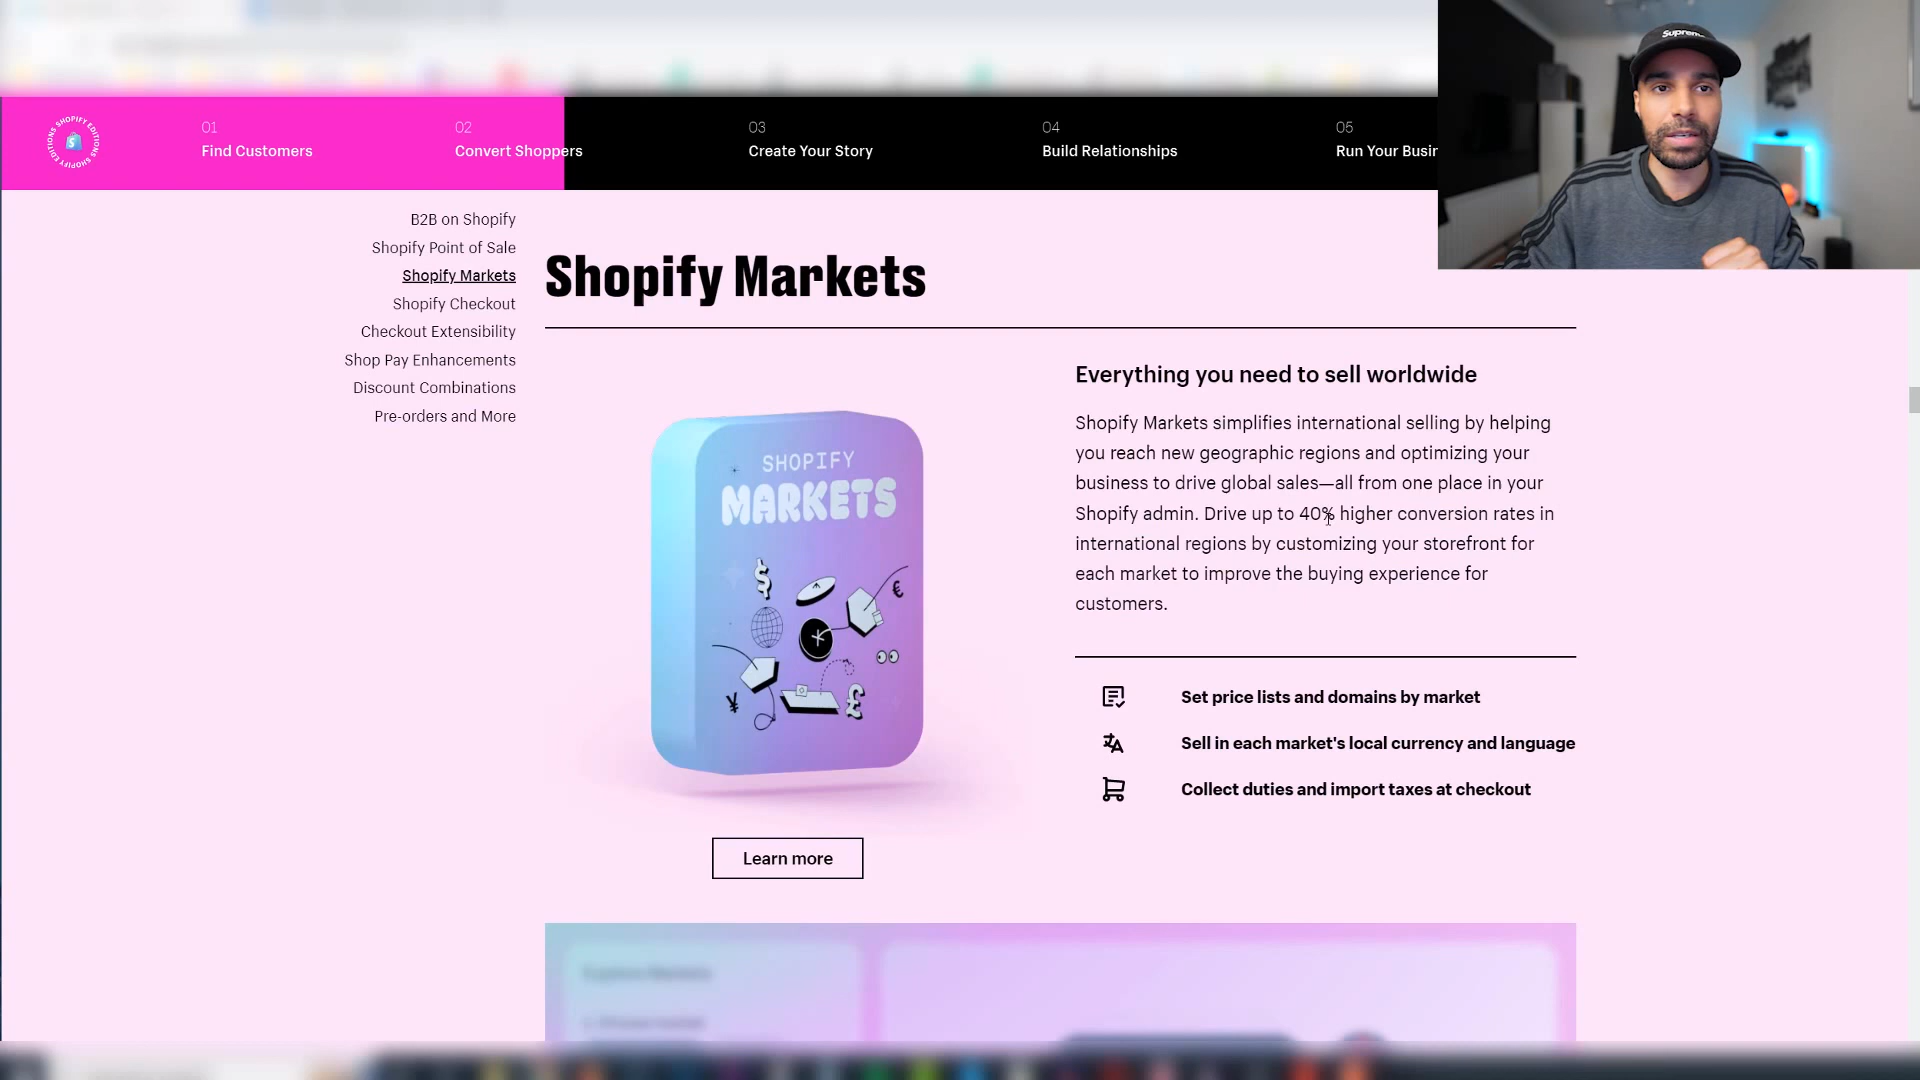 Supreme
SHOPIFY EDITIONS SHOPIFY EDITIONS
01
Find Customers
02
Convert Shoppers
03
Create Your Story
04
Build Relationships
05
Run Your Busin
B2B on Shopify
Shopify Point of Sale
Shopify Markets
Shopify Checkout
Checkout Extensibility
Shop Pay Enhancements
Discount Combinations
Pre-orders and More
Shopify Markets
SHOPIFY
MARKETS
$
€
¥
£
Learn more
Everything you need to sell worldwide
Shopify Markets simplifies international selling by helping
you reach new geographic regions and optimizing your
business to drive global sales—all from one place in your
Shopify admin. Drive up to 40% higher conversion rates in
international regions by customizing your storefront for
each market to improve the buying experience for
customers.
Set price lists and domains by market
Sell in each market's local currency and language
Collect duties and import taxes at checkout